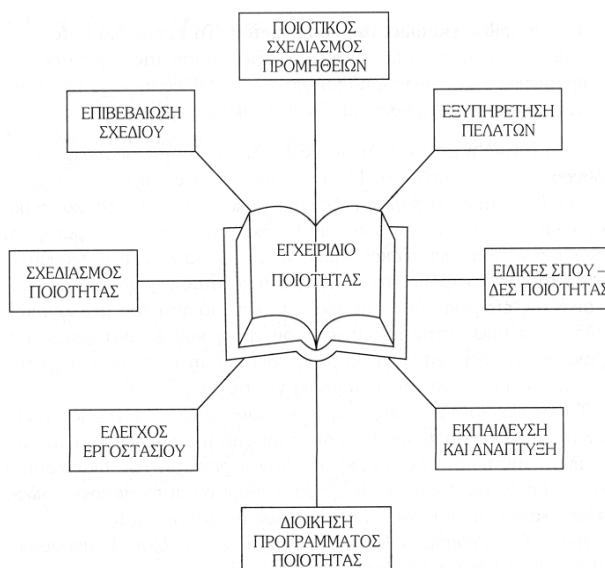 ΠΟΙΟΤΙΚΟΣ
ΣΧΕΔΙΑΣΜΟΣ
ΠΡΟΜΗΘΕΙΩΝ
ΕΠΙΒΕΒΑΙΩΣΗ
ΣΧΕΔΙΟΥ
ΕΞΥΠΗΡΕΤΗΣΗ
ΠΕΛΑΤΩΝ
ΕΓΧΕΙΡΙΔΙΟ
ΠΟΙΟΤΗΤΑΣ
ΣΧΕΔΙΑΣΜΟΣ
ΠΟΙΟΤΗΤΑΣ
ΕΙΔΙΚΕΣ ΣΠΟΥ –
ΔΕΣ ΠΟΙΟΤΗΤΑΣ
ΕΛΕΓΧΟΣ
ΕΡΓΟΣΤΑΣΙΟΥ
ΕΚΠΑΙΔΕΥΣΗ
ΚΑΙ ΑΝΑΠΤΥΞΗ
ΔΙΟΙΚΗΣΗ
ΠΡΟΓΡΑΜΜΑΤΟΣ
ΠΟΙΟΤΗΤΑΣ